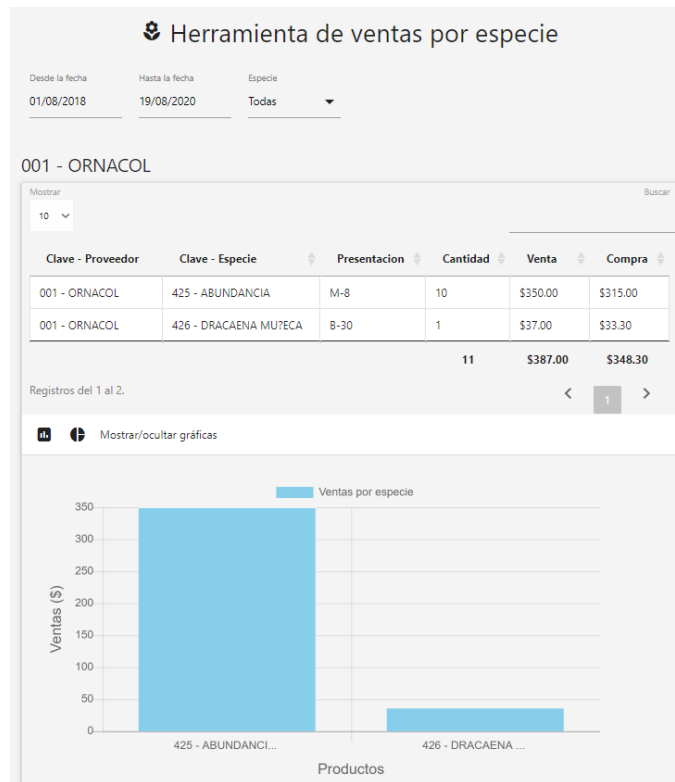 Herramienta de ventas por especie
Desde la fecha Hasta la fecha Especie
01/08/2018 19/08/2020 Todas
001 - ORNACOL
Mostrar Buscar
10
Clave - Proveedor Clave - Especie Presentacion Cantidad Venta Compra
001 - ORNACOL 425 - ABUNDANCIA M-8 10 $350.00 $315.00
001 - ORNACOL 426 - DRACAENA MU?ECA B-30 1 $37.00 $33.30
11 $387.00 $348.30
Registros del 1 al 2.
1
Mostrar/ocultar gráficas
Ventas por especie
350
300
250
200
150
100
50
0
Ventas ($)
425 - ABUNDANCI... 426 - DRACAENA ...
Productos